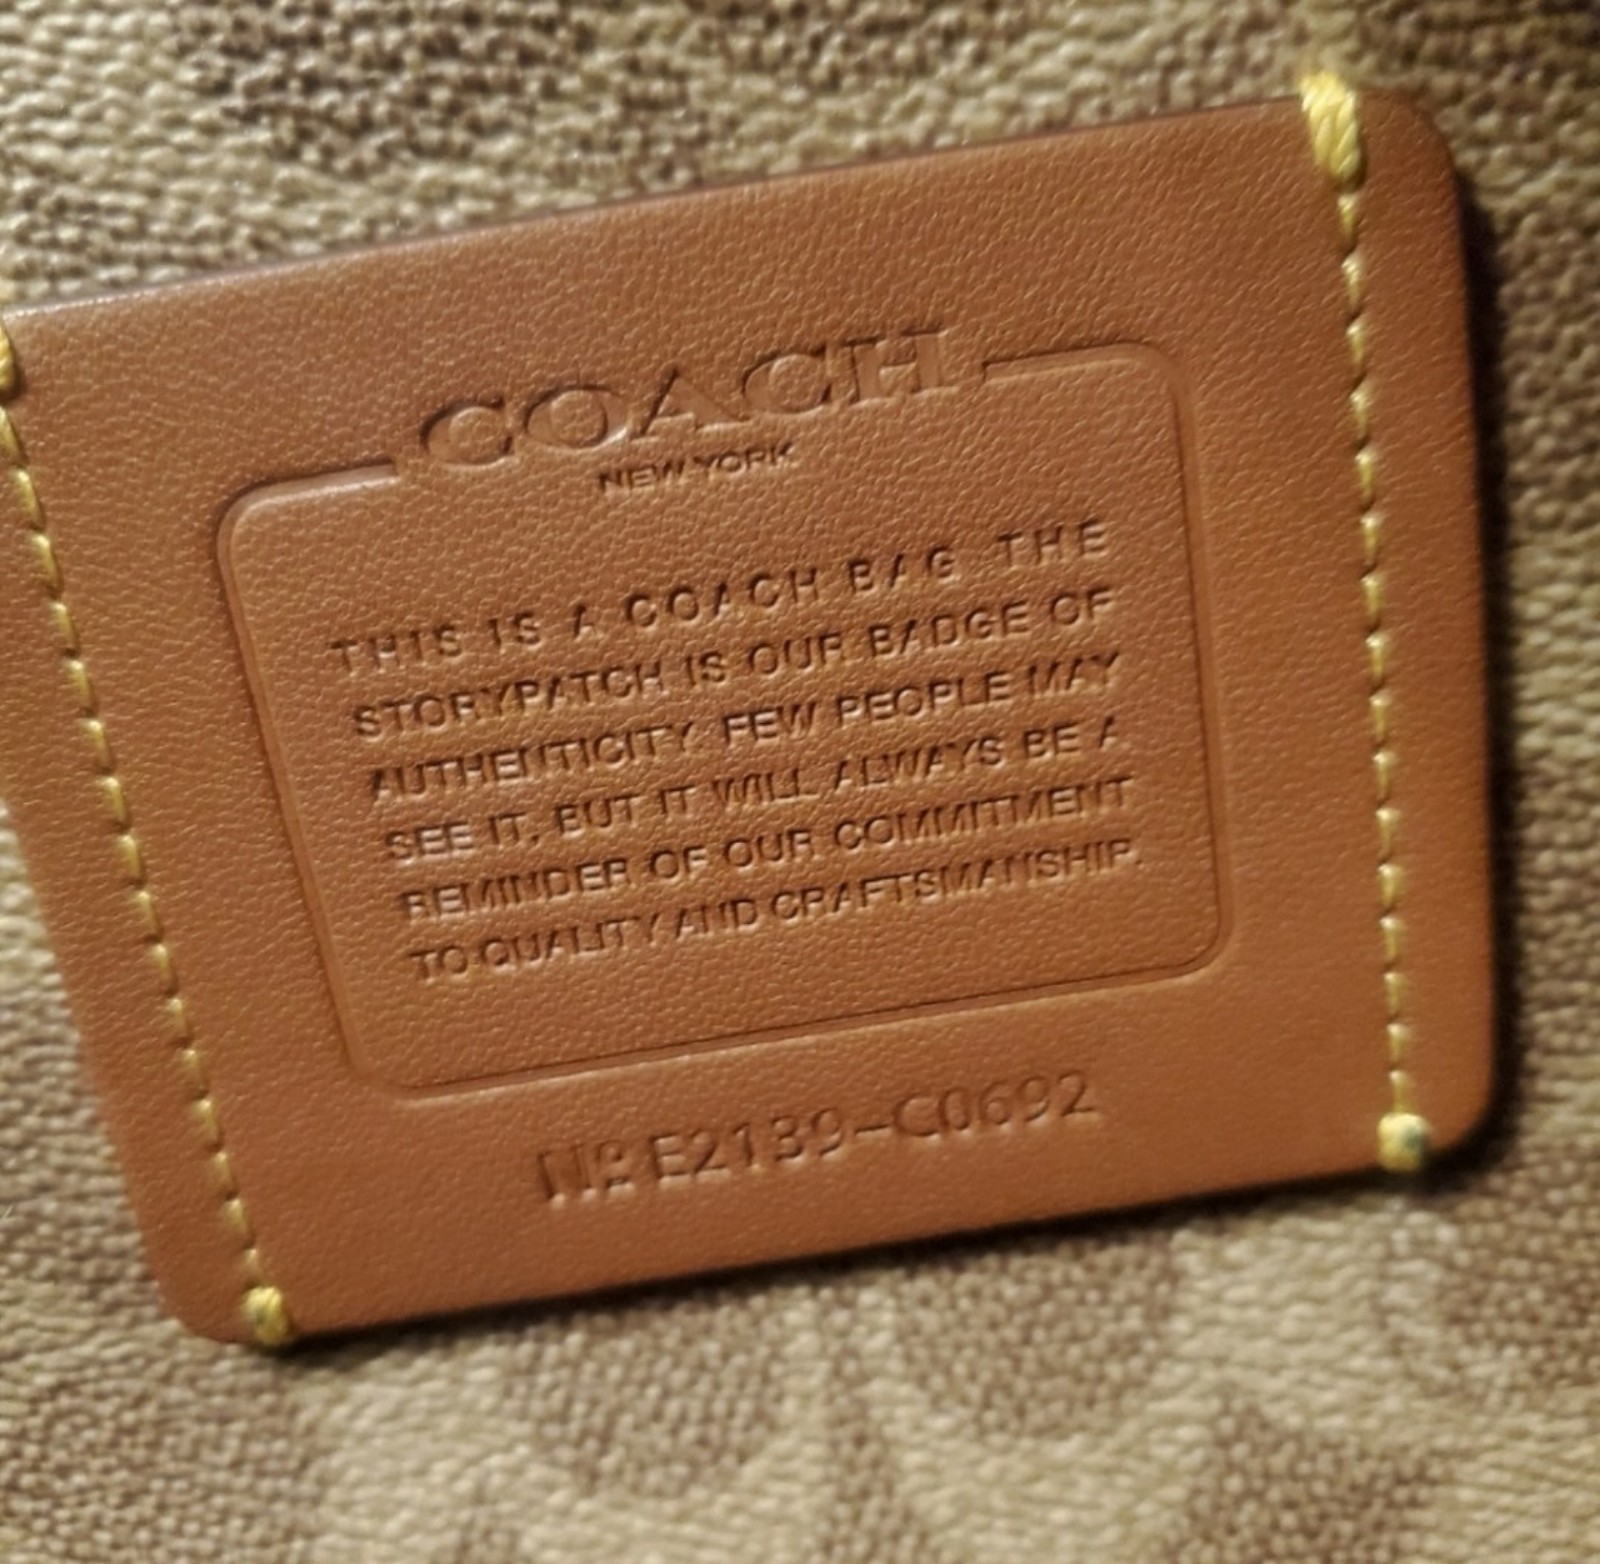 COACH
NEW YORK
THIS IS A COACH BAG. THE
STORYPATCH IS OUR BADGE OF
AUTHENTICITY. FEW PEOPLE MAY
SEE IT, BUT IT WILL ALWAYS BE A
REMINDER OF OUR COMMITMENT
TO QUALITY AND CRAFTSMANSHIP.
Nº E2139-C0692